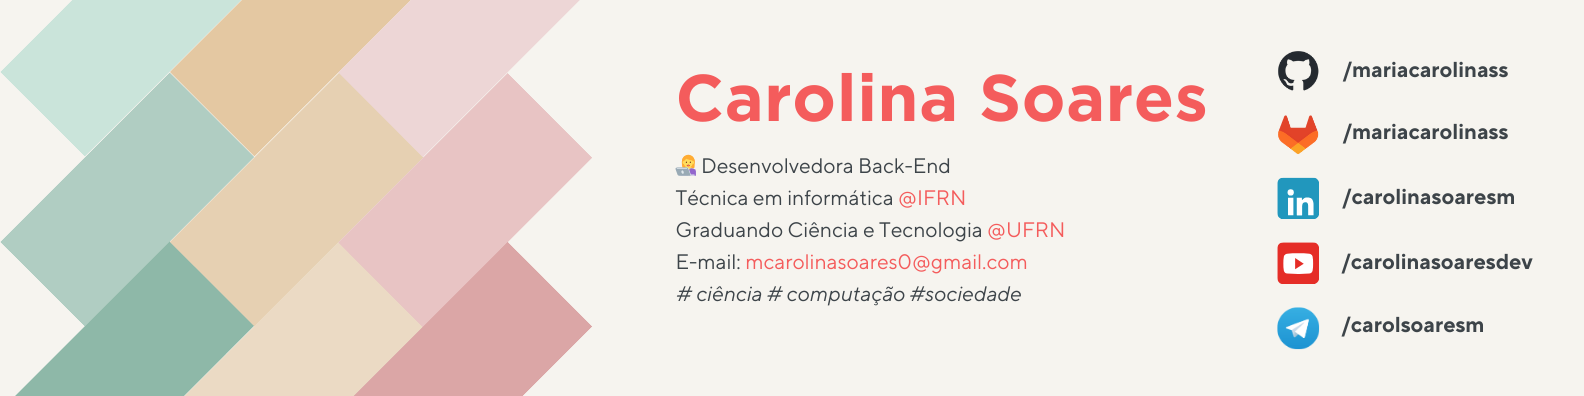 Carolina Soares
Desenvolvedora Back-End
Técnica em informática @IFRN
Graduando Ciência e Tecnologia @UFRN
E-mail: mcarolinasoares0@gmail.com
# ciência # computação #sociedade
/mariacarolinass
/mariacarolinass
in
/carolinasoaresm
/carolinasoaresdev
/carolsoaresm